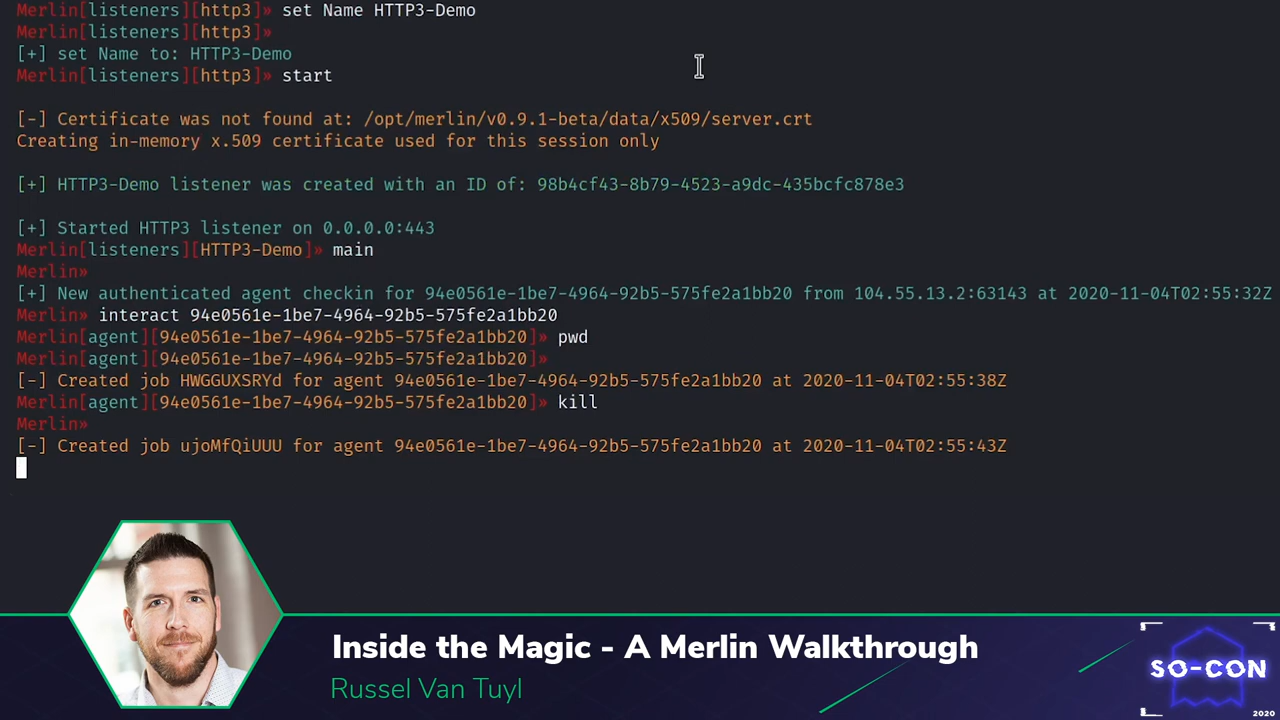 Merlin[listeners][http3]» set Name HTTP3-Demo
Merlin[listeners][http3]»
[+] set Name to: HTTP3-Demo
Merlin[listeners][http3]» start
[-] Certificate was not found at: /opt/merlin/v0.9.1-beta/data/x509/server.crt
Creating in-memory x.509 certificate used for this session only
[+] HTTP3-Demo listener was created with an ID of: 98b4cf43-8b79-4523-a9dc-435bcfc878e3
[+] Started HTTP3 listener on 0.0.0.0:443
Merlin[listeners][HTTP3-Demo]» main
Merlin»
[+] New authenticated agent checkin for 94e0561e-1be7-4964-92b5-575fe2a1bb20 from 104.55.13.2:63143 at 2020-11-04T02:55:32Z
Merlin» interact 94e0561e-1be7-4964-92b5-575fe2a1bb20
Merlin[agent][94e0561e-1be7-4964-92b5-575fe2a1bb20]» pwd
Merlin[agent][94e0561e-1be7-4964-92b5-575fe2a1bb20]»
[-] Created job HWGGUXSRYd for agent 94e0561e-1be7-4964-92b5-575fe2a1bb20 at 2020-11-04T02:55:38Z
Merlin[agent][94e0561e-1be7-4964-92b5-575fe2a1bb20]» kill
Merlin»
[-] Created job ujoMfQiUUU for agent 94e0561e-1be7-4964-92b5-575fe2a1bb20 at 2020-11-04T02:55:43Z
Inside the Magic - A Merlin Walkthrough
Russel Van Tuyl
SO-CON
2020